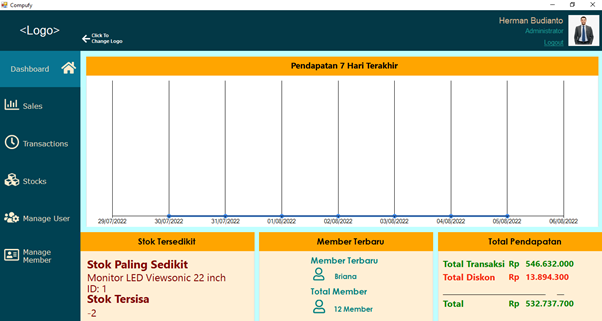 Compufy
<Logo>
Click To
Change Logo
Herman Budianto
Administrator
Logout
Dashboard
Sales
Transactions
Stocks
Manage User
Manage
Member
Pendapatan 7 Hari Terakhir
29/07/2022 30/07/2022 31/07/2022 01/08/2022 02/08/2022 03/08/2022 04/08/2022 05/08/2022 06/08/2022
Stok Tersedikit
Stok Paling Sedikit
Monitor LED Viewsonic 22 inch
ID: 1
Stok Tersisa
-2
Member Terbaru
Member Terbaru
Briana
Total Member
12 Member
Total Pendapatan
Total Transaksi Rp 546.632.000
Total Diskon Rp 13.894.300
Total Rp 532.737.700